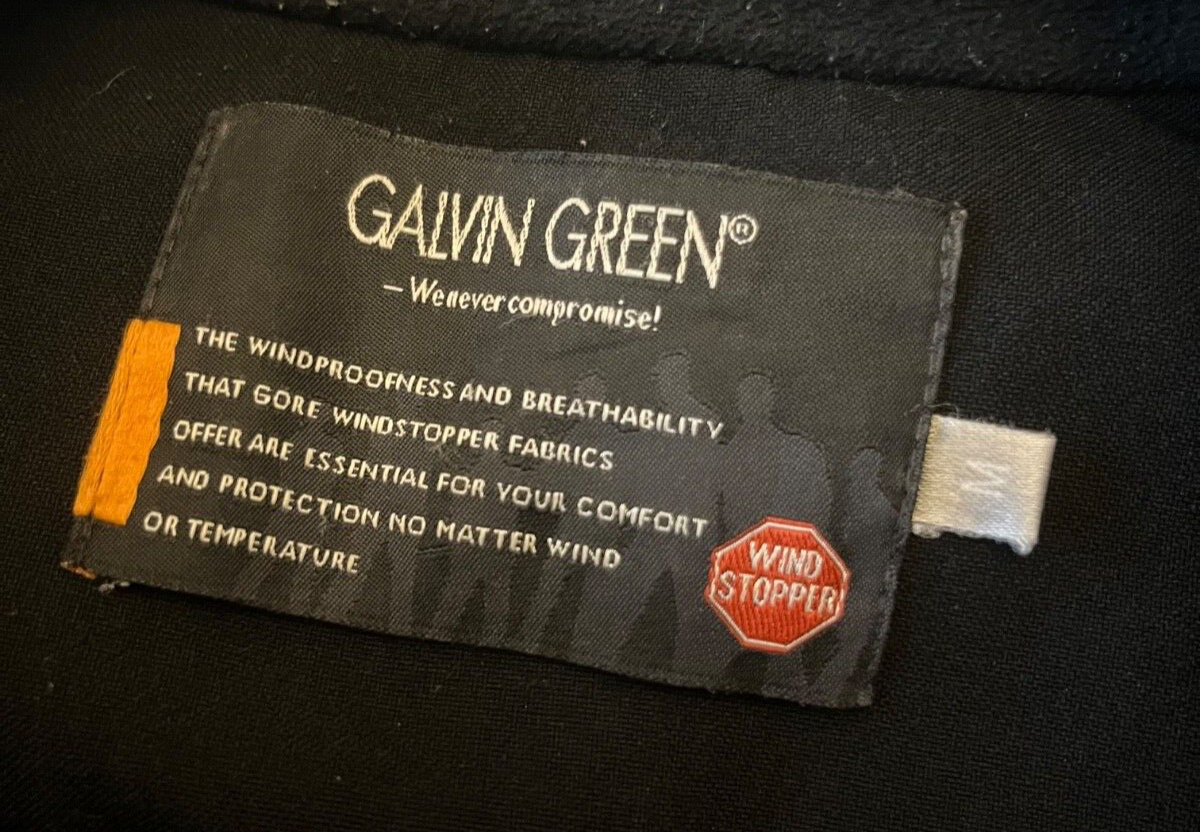 GALVIN GREEN®
– We never compromise!
THE WINDPROOFNESS AND BREATHABILITY
THAT GORE WINDSTOPPER FABRICS
OFFER ARE ESSENTIAL FOR YOUR COMFORT
AND PROTECTION NO MATTER WIND
OR TEMPERATURE
WIND
STOPPER
M